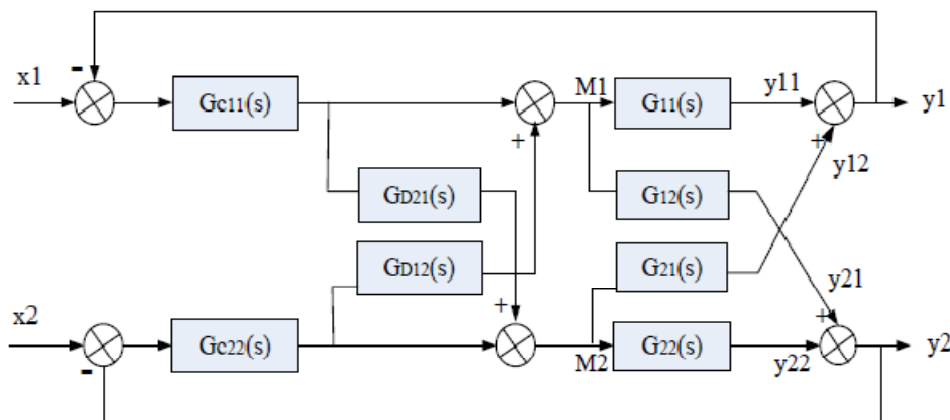 -
x1
Gc11(s)
+
M1
G11(s)
y11
+
y1
y12
GD21(s)
G12(s)
GD12(s)
G21(s)
y21
x2
+
+
-
Gc22(s)
M2
G22(s)
y22
y2